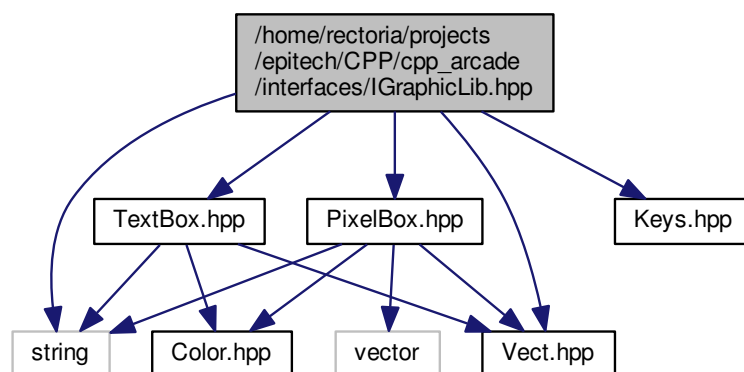 /home/rectoria/projects
/epitech/CPP/cpp_arcade
/interfaces/IGraphicLib.hpp
TextBox.hpp
PixelBox.hpp
Keys.hpp
string
Color.hpp
vector
Vect.hpp